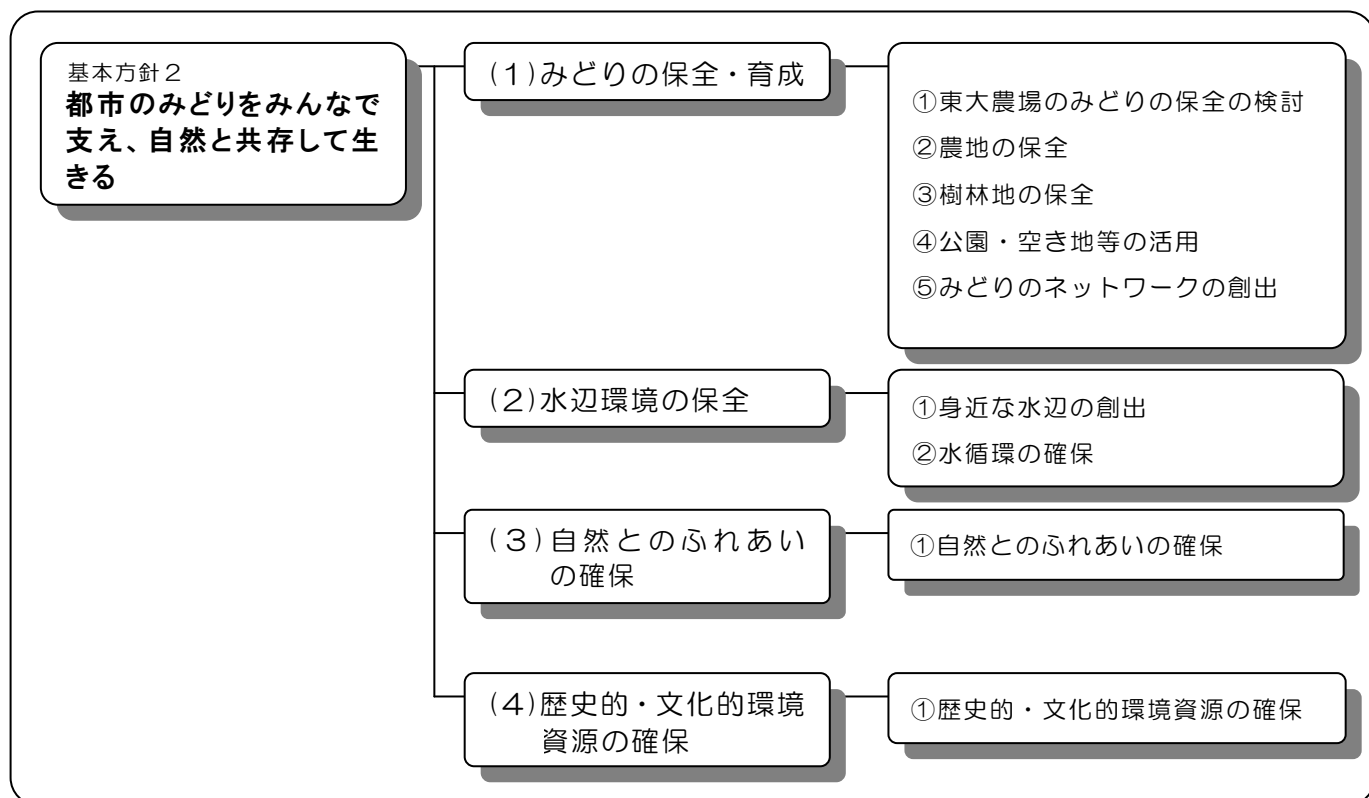 基本方針2
都市のみどりをみんなで
支え、自然と共存して生
きる
(1)みどりの保全・育成
①東大農場のみどりの保全の検討
②農地の保全
③樹林地の保全
④公園・空き地等の活用
⑤みどりのネットワークの創出
(2)水辺環境の保全
①身近な水辺の創出
②水循環の確保
(3)自然とのふれあい
の確保
①自然とのふれあいの確保
(4)歴史的・文化的環境
資源の確保
①歴史的・文化的環境資源の確保